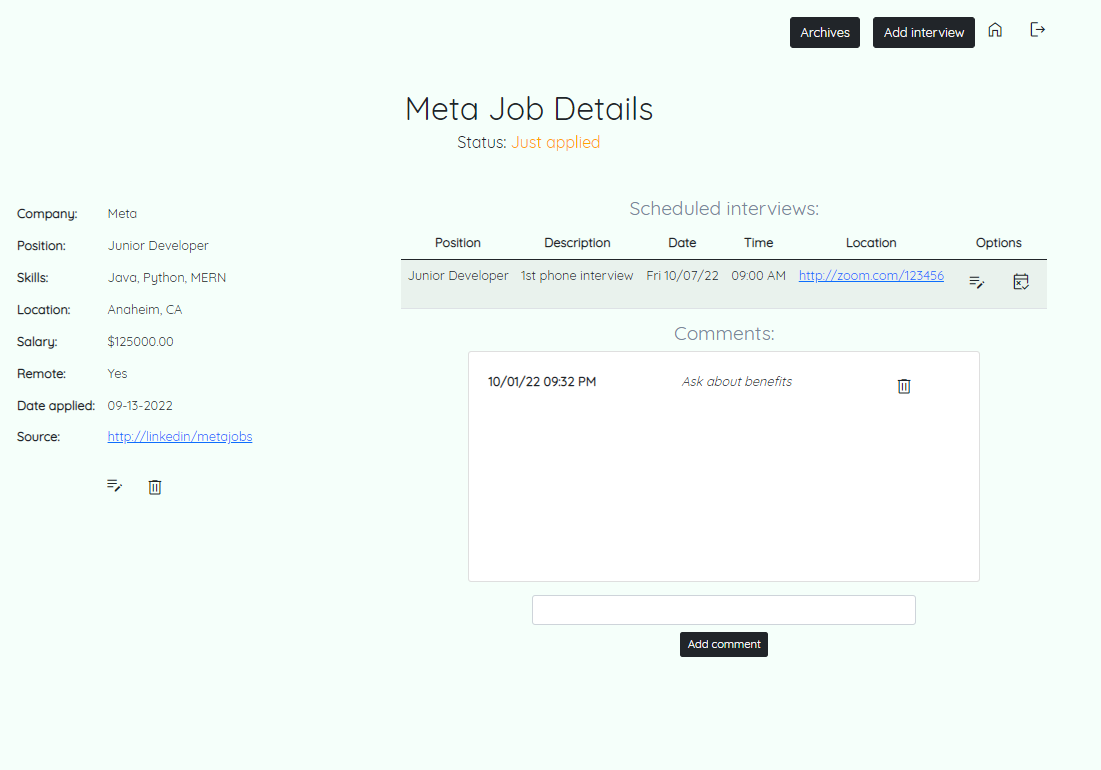 Archives Add interview
Meta Job Details
Status: Just applied
Company: Meta
Position: Junior Developer
Skills: Java, Python, MERN
Location: Anaheim, CA
Salary: $125000.00
Remote: Yes
Date applied: 09-13-2022
Source: http://linkedin/metajobs
Scheduled interviews:
Position Description Date Time Location Options
Junior Developer 1st phone interview Fri 10/07/22 09:00 AM http://zoom.com/123456
Comments:
10/01/22 09:32 PM Ask about benefits
Add comment